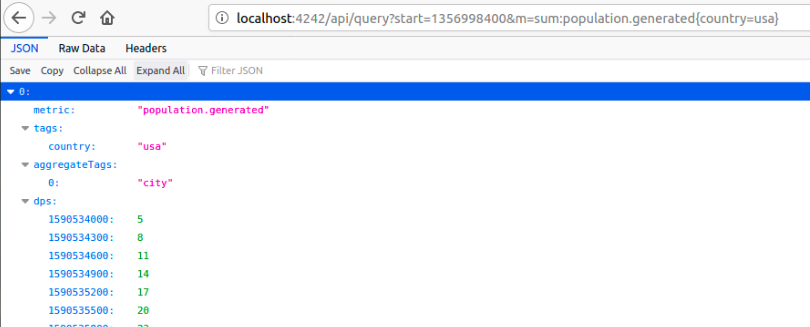 localhost:4242/api/query?start=1356998400&m=sum:population.generated{country=usa}
JSON Raw Data Headers
Save Copy Collapse All Expand All Filter JSON
0:
metric: "population.generated"
tags:
country: "usa"
aggregateTags:
0: "city"
dps:
1590534000: 5
1590534300: 8
1590534600: 11
1590534900: 14
1590535200: 17
1590535500: 20